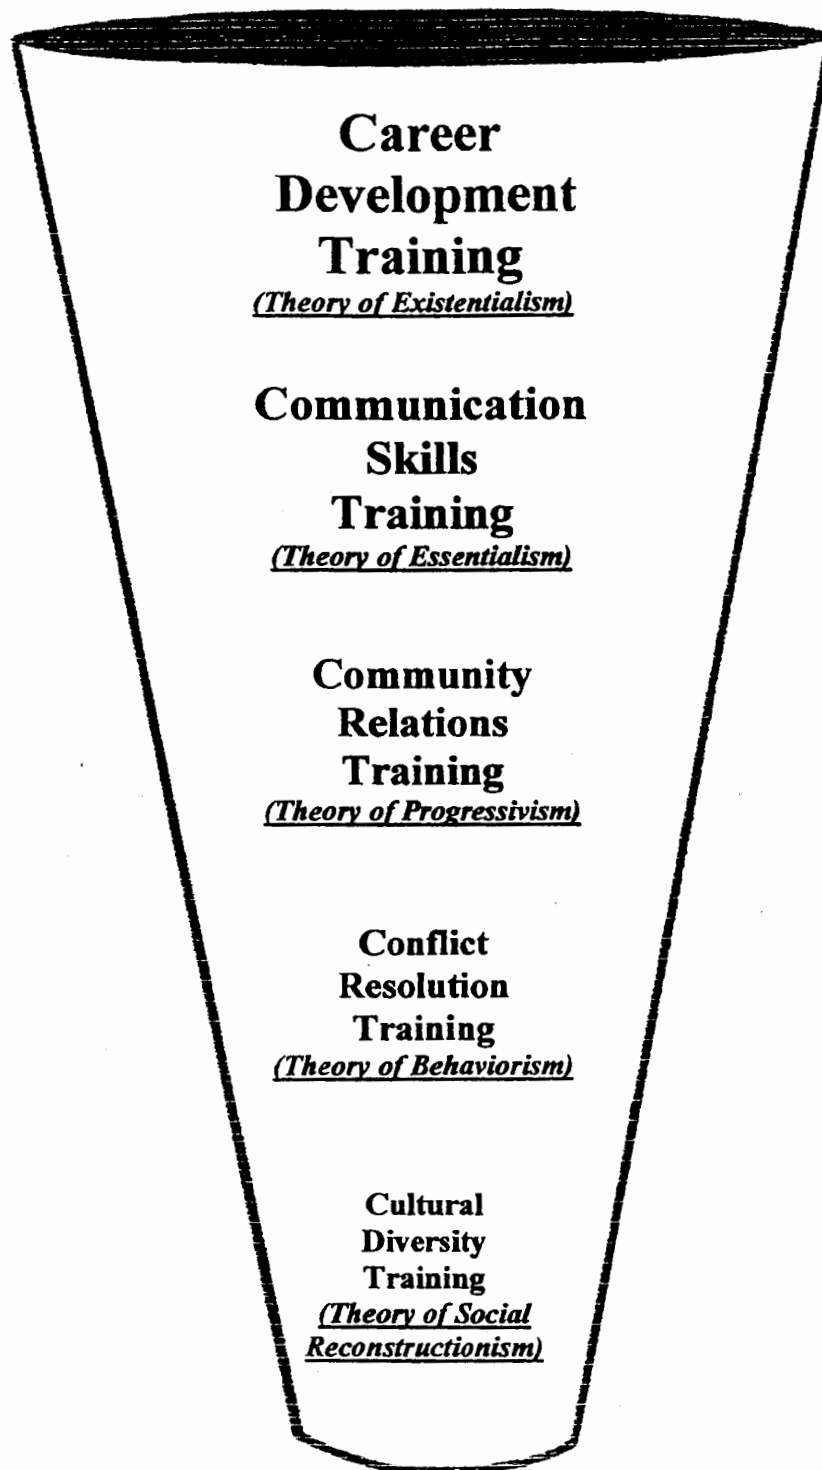 Career
Development
Training
(Theory of Existentialism)
Communication
Skills
Training
(Theory of Essentialism)
Community
Relations
Training
(Theory of Progressivism)
Conflict
Resolution
Training
(Theory of Behaviorism)
Cultural
Diversity
Training
(Theory of Social
Reconstructionism)